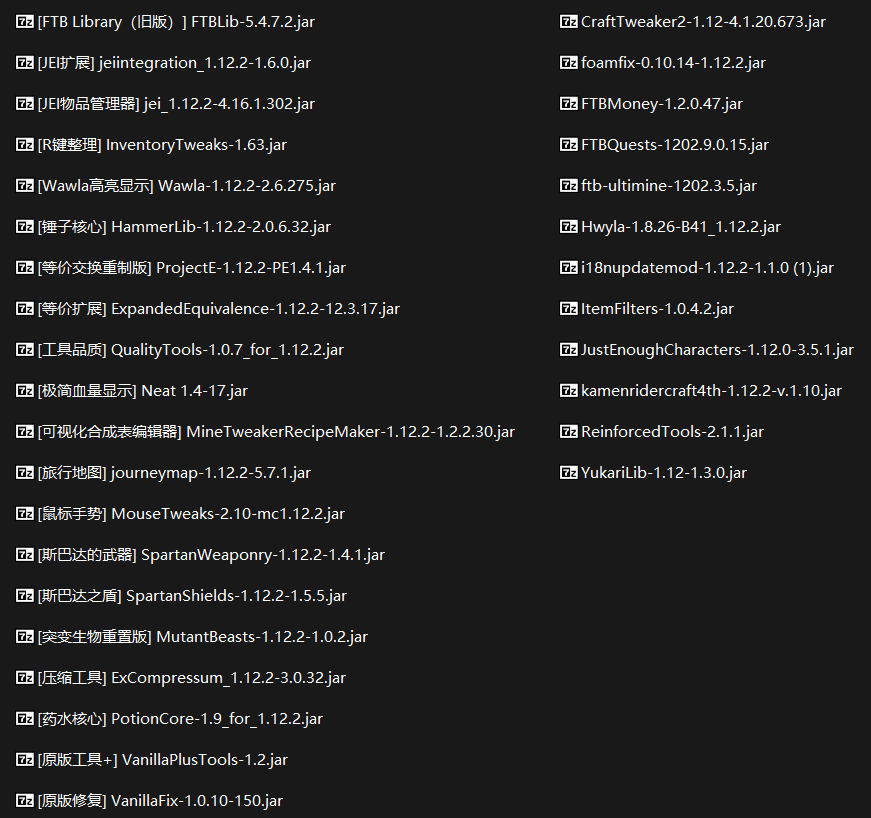 [FTB Library（旧版）] FTBLib-5.4.7.2.jar
[JEI扩展] jeiintegration_1.12.2-1.6.0.jar
[JEI物品管理器] jei_1.12.2-4.16.1.302.jar
[R键整理] InventoryTweaks-1.63.jar
[Wawla高亮显示] Wawla-1.12.2-2.6.275.jar
[锤子核心] HammerLib-1.12.2-2.0.6.32.jar
[等价交换重制版] ProjectE-1.12.2-PE1.4.1.jar
[等价扩展] ExpandedEquivalence-1.12.2-12.3.17.jar
[工具品质] QualityTools-1.0.7_for_1.12.2.jar
[极简血量显示] Neat 1.4-17.jar
[可视化合成表编辑器] MineTweakerRecipeMaker-1.12.2-1.2.2.30.jar
[旅行地图] journeymap-1.12.2-5.7.1.jar
[鼠标手势] MouseTweaks-2.10-mc1.12.2.jar
[斯巴达的武器] SpartanWeaponry-1.12.2-1.4.1.jar
[斯巴达之盾] SpartanShields-1.12.2-1.5.5.jar
[突变生物重置版] MutantBeasts-1.12.2-1.0.2.jar
[压缩工具] ExCompressum_1.12.2-3.0.32.jar
[药水核心] PotionCore-1.9_for_1.12.2.jar
[原版工具+] VanillaPlusTools-1.2.jar
[原版修复] VanillaFix-1.0.10-150.jar
CraftTweaker2-1.12-4.1.20.673.jar
foamfix-0.10.14-1.12.2.jar
FTBMoney-1.2.0.47.jar
FTBQuests-1202.9.0.15.jar
ftb-ultimine-1202.3.5.jar
Hwyla-1.8.26-B41_1.12.2.jar
i18nupdatemod-1.12.2-1.1.0 (1).jar
ItemFilters-1.0.4.2.jar
JustEnoughCharacters-1.12.0-3.5.1.jar
kamenridercraft4th-1.12.2-v.1.10.jar
ReinforcedTools-2.1.1.jar
YukariLib-1.12-1.3.0.jar